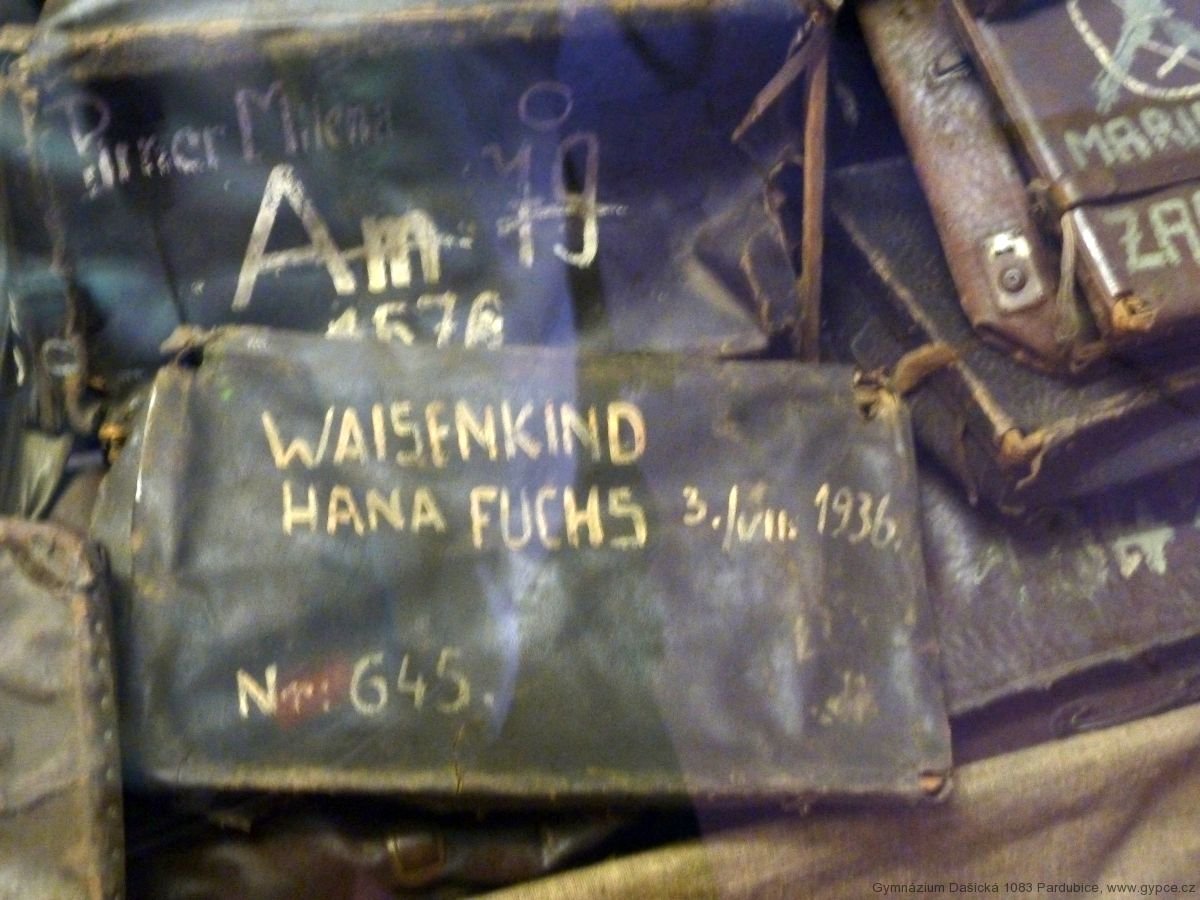 Milena
Am
1576
MARI
ZA
WAISENKIND
HANA FUCHS 3./VII. 1936.
Nr: 645.
Gymnázium Dašická 1083 Pardubice, www.gypce.cz